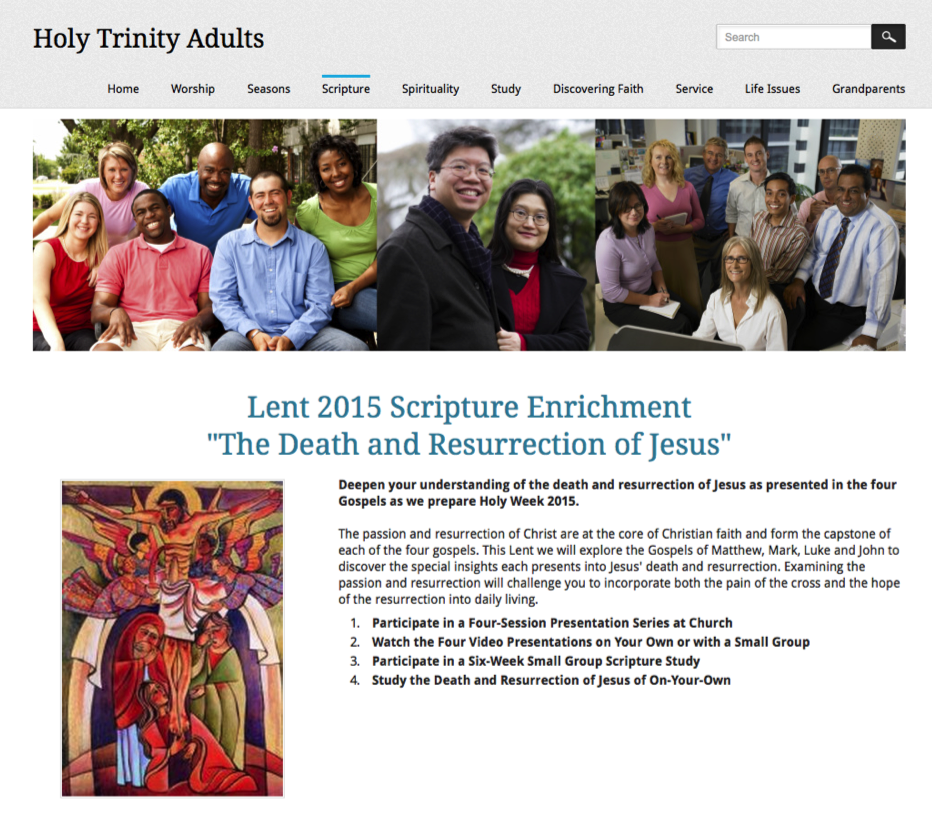 Holy Trinity Adults
Search
Home Worship Seasons Scripture Spirituality Study Discovering Faith Service Life Issues Grandparents
Lent 2015 Scripture Enrichment
"The Death and Resurrection of Jesus"
Deepen your understanding of the death and resurrection of Jesus as presented in the four
Gospels as we prepare Holy Week 2015.
The passion and resurrection of Christ are at the core of Christian faith and form the capstone of
each of the four gospels. This Lent we will explore the Gospels of Matthew, Mark, Luke and John to
discover the special insights each presents into Jesus' death and resurrection. Examining the
passion and resurrection will challenge you to incorporate both the pain of the cross and the hope
of the resurrection into daily living.
1. Participate in a Four-Session Presentation Series at Church
2. Watch the Four Video Presentations on Your Own or with a Small Group
3. Participate in a Six-Week Small Group Scripture Study
4. Study the Death and Resurrection of Jesus of On-Your-Own